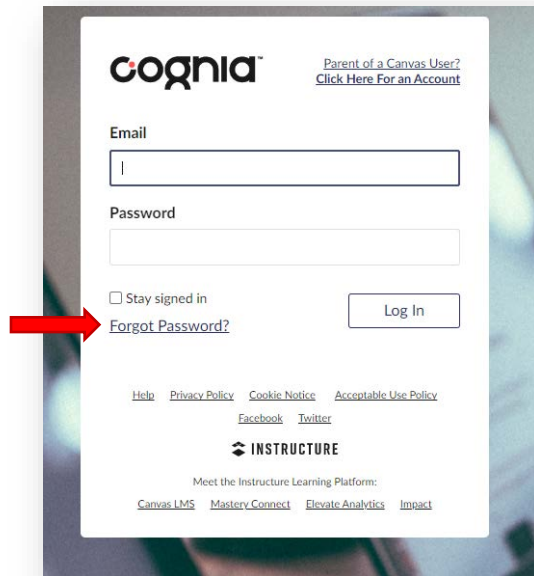 cognia™
Parent of a Canvas User?
Click Here For an Account
Email
Password
Stay signed in
Forgot Password?
Log In
Help Privacy Policy Cookie Notice Acceptable Use Policy
Facebook Twitter
INSTRUCTURE
Meet the Instructure Learning Platform:
Canvas LMS Mastery Connect Elevate Analytics Impact